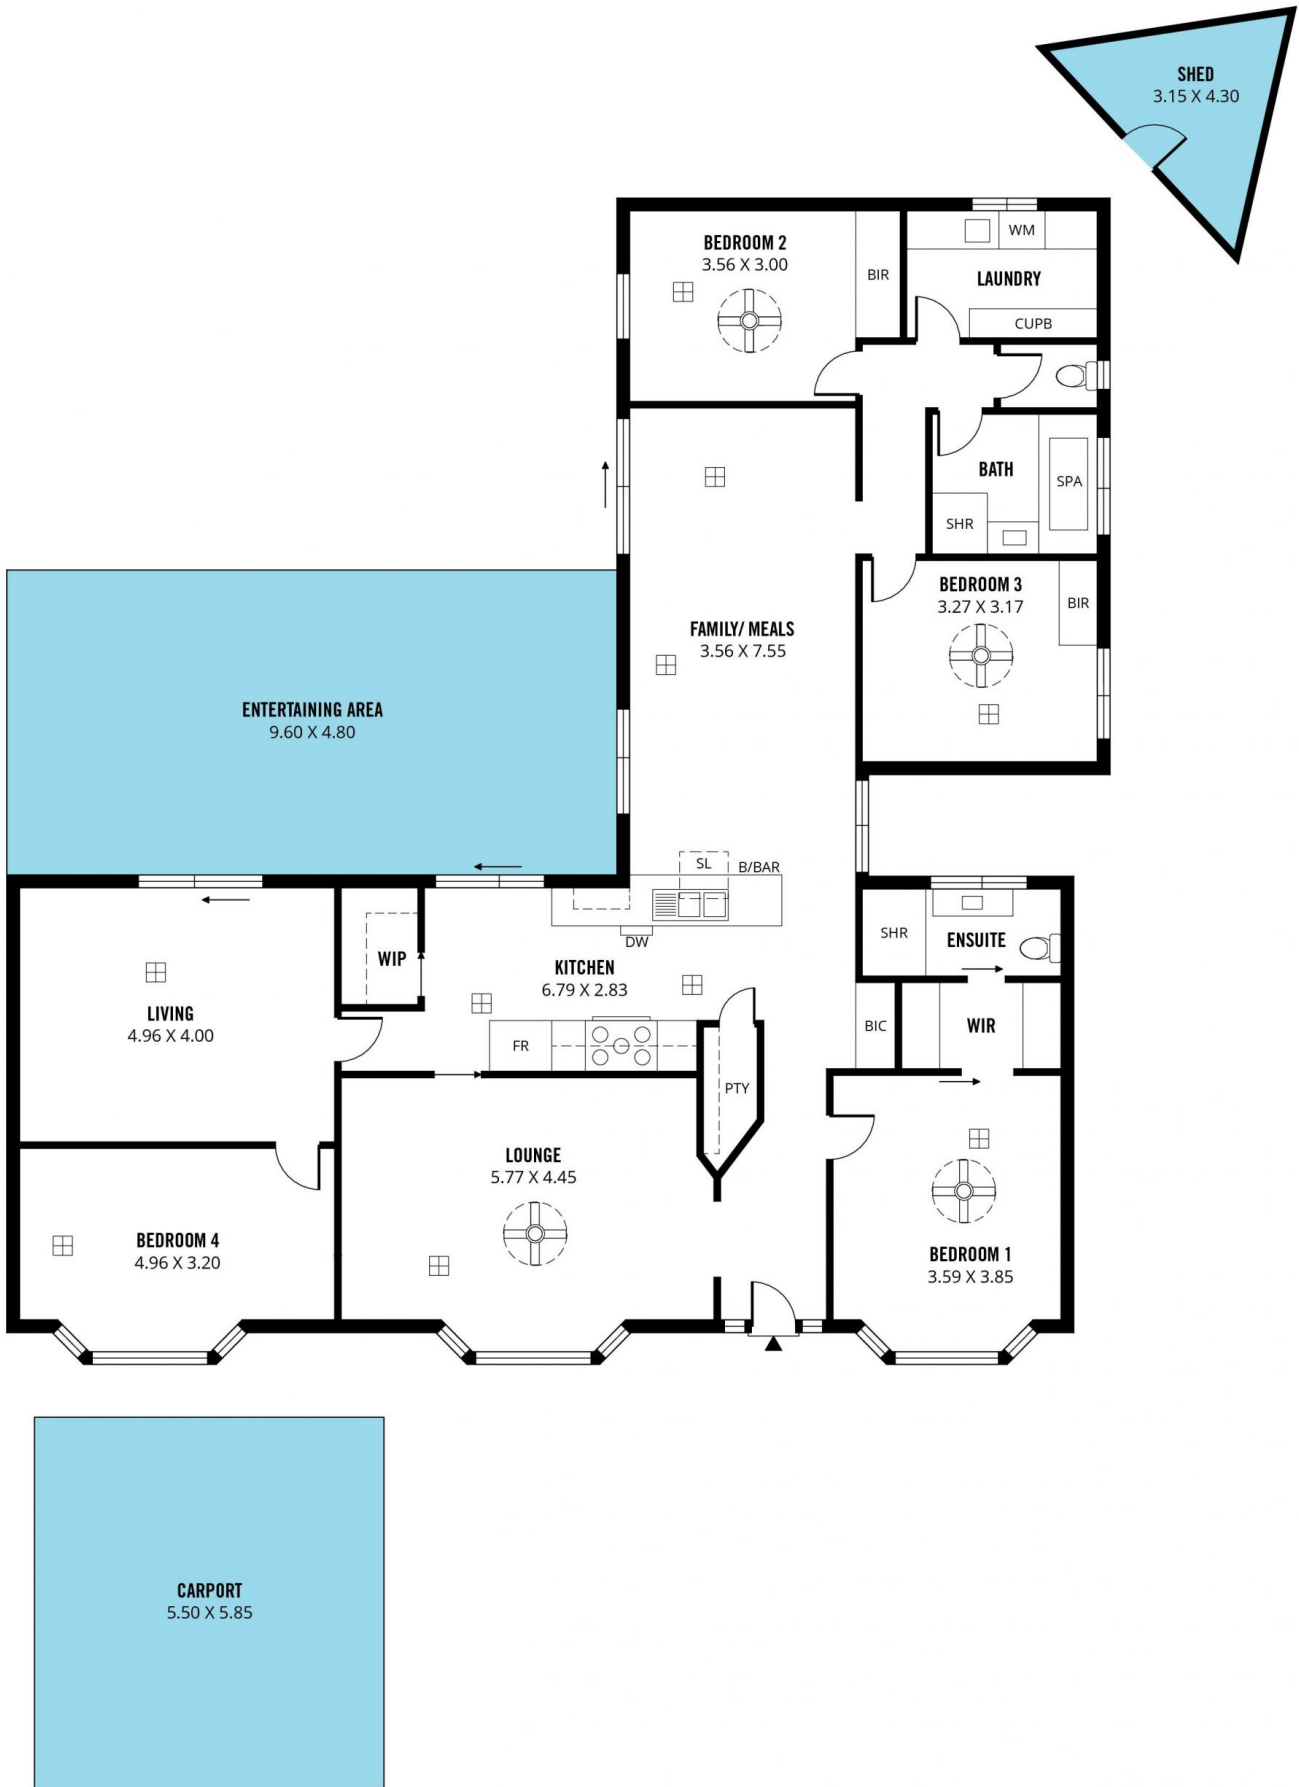 SHED
3.15 X 4.30
BEDROOM 2
3.56 X 3.00
BIR
WM
LAUNDRY
CUPB
BATH
SPA
SHR
BEDROOM 3
3.27 X 3.17
BIR
FAMILY/ MEALS
3.56 X 7.55
ENTERTAINING AREA
9.60 X 4.80
SL
B/BAR
DW
WIP
KITCHEN
6.79 X 2.83
SHR
ENSUITE
LIVING
4.96 X 4.00
FR
PTY
BIC
WIR
LOUNGE
5.77 X 4.45
BEDROOM 4
4.96 X 3.20
BEDROOM 1
3.59 X 3.85
CARPORT
5.50 X 5.85